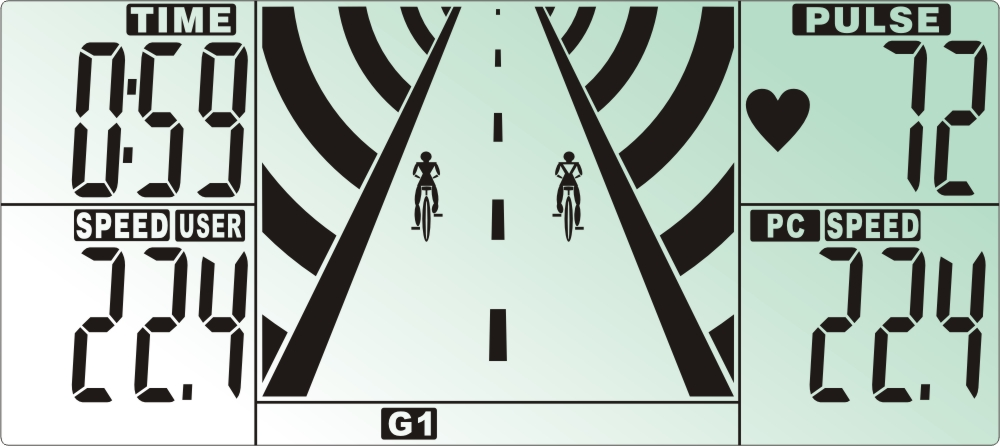 TIME
0:59
SPEED USER
22.4
G1
PULSE
72
PC SPEED
22.4